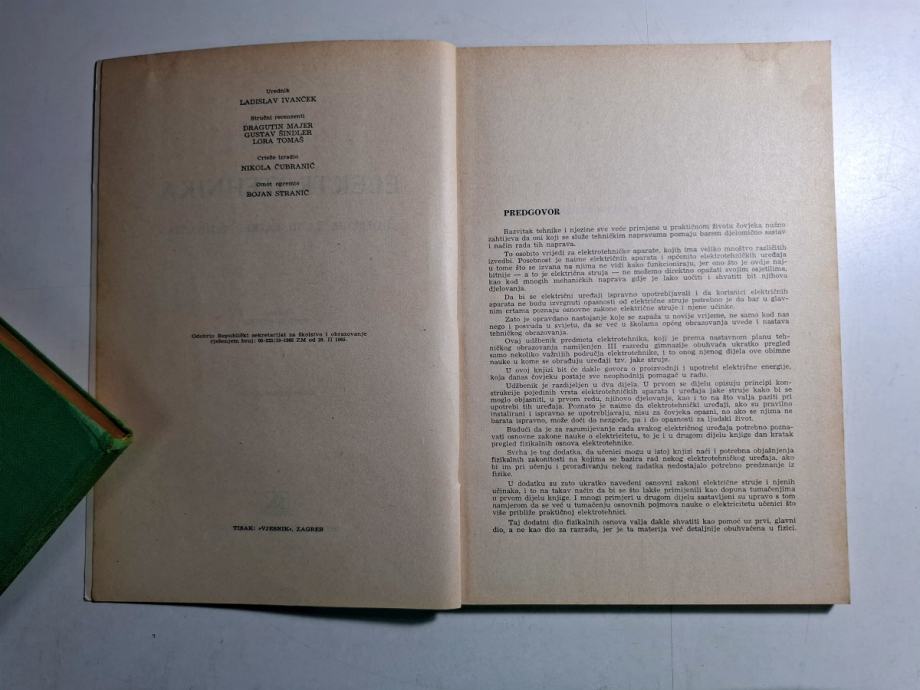 Urednik
LADISLAV IVANČEK
Stručni recenzenti
DRAGUTIN MAJER
GUSTAV ŠINDLER
LORA TOMAŠ
Crteže izradio
NIKOLA ČUBRANIĆ
Omot oprema
BOJAN STRANIĆ
Odobrio Republički sekretarijat za školstvo i obrazovanje
rješenjem broj:
TISAK: »VJESNIK«, ZAGREB
PREDGOVOR
Razvitak tehnike i njezine sve veće primjene u praktičnom životu čovjeka nužno
zahtijeva da oni koji se služe tehničkim napravama poznaju barem djelomično sastav
i način rada tih naprava.
To osobito vrijedi za elektrotehničke aparate, kojih ima veliko mnoštvo različitih
izvedbi. Posebnost je naime električnih aparata i općenito elektrotehničkih uređaja
u tome što se izvana na njima ne vidi kako funkcioniraju, jer ono što je ovdje naj-
bitnije — a to je električna struja — ne možemo direktno opažati svojim osjetilima,
kao kod mnogih mehaničkih naprava gdje je lako uočiti i shvatiti bit njihova
djelovanja.
Da bi se električni uređaji ispravno upotrebljavali i da korisnici električnih
aparata ne budu izvrgnuti opasnosti od električne struje potrebno je da bar u glav-
nim crtama poznaju osnovne zakone električne struje i njene učinke.
Zato je opravdano nastojanje koje se zapaža u novije vrijeme, ne samo kod nas
nego i posvuda u svijetu, da se već u školama općeg obrazovanja uvede i nastava
tehničkog obrazovanja.
Ovaj udžbenik predmeta elektrotehnika, koji je prema nastavnom planu teh-
ničkog obrazovanja namijenjen III razredu gimnazije obuhvaća ukratko pregled
samo nekoliko važnijih područja elektrotehnike, i to onog njenog dijela ove obimne
nauke u kome se obrađuju uređaji tzv. jake struje.
U ovoj knjizi bit će dakle govora o proizvodnji i upotrebi električne energije,
koja danas čovjeku postaje sve neophodniji pomagač u radu.
Udžbenik je razdijeljen u dva dijela. U prvom se dijelu opisuju principi kon-
strukcije pojedinih vrsta električnih aparata i uređaja jake struje kako bi se
moglo objasniti, u prvom redu, njihovo djelovanje, kao i to na što valja paziti pri
upotrebi tih uređaja. Poznato je naime da elektrotehnički uređaji, ako su pravilno
instalirani i ispravno se upotrebljavaju, nisu za čovjeka opasni, no ako se njima ne
barata ispravno, može doći do nezgode, pa i do opasnosti za ljudski život.
Budući da je za razumijevanje rada svakog električnog uređaja potrebno pozna-
vati osnovne zakone nauke o elektricitetu, to je i u drugom dijelu knjige dan kratak
pregled fizikalnih osnova elektrotehnike.
Svrha je tog dodatka, da učenici mogu u istoj knjizi naći i potrebna objašnjenja
fizikalnih zakonitosti na kojima se bazira rad nekog elektrotehničkog uređaja, ako
bi im pri učenju i prorađivanju nekog zadatka nedostajalo potrebno predznanje iz
fizike.
U dodatku su zato ukratko navedeni osnovni zakoni električne struje i njenih
učinaka, i to na takav način da bi se što lakše primijenili kao dopuna tumačenjima
u prvom dijelu knjige. I mnogi primjeri u drugom dijelu sastavljeni su upravo s tom
namjerom da se već u tumačenju osnovnih pojmova nauke o elektricitetu učenici što
više približe praktičnoj elektrotehnici.
Taj dodatni dio fizikalnih osnova valja dakle shvatiti kao pomoć uz prvi, glavni
dio, a ne kao dio za razradu, jer je ta materija već detaljnije obuhvaćena u fizici.